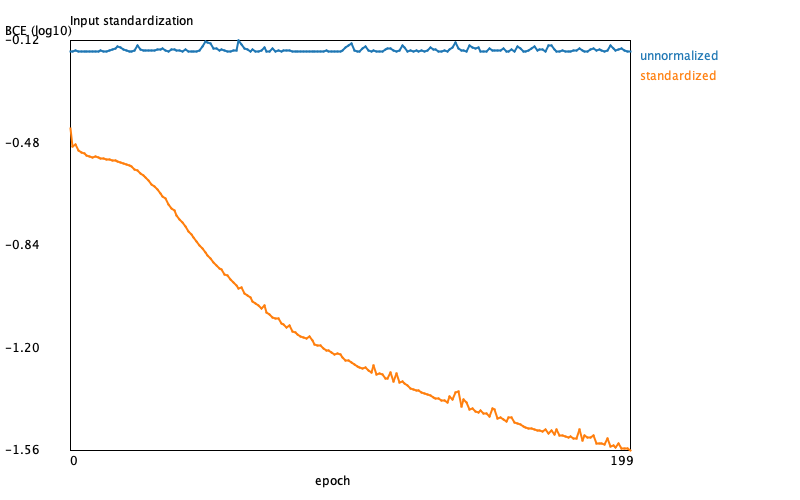 Input standardization
BCE (log10)
-0.12
unnormalized
standardized
-0.48
-0.84
-1.20
-1.56
0
199
epoch